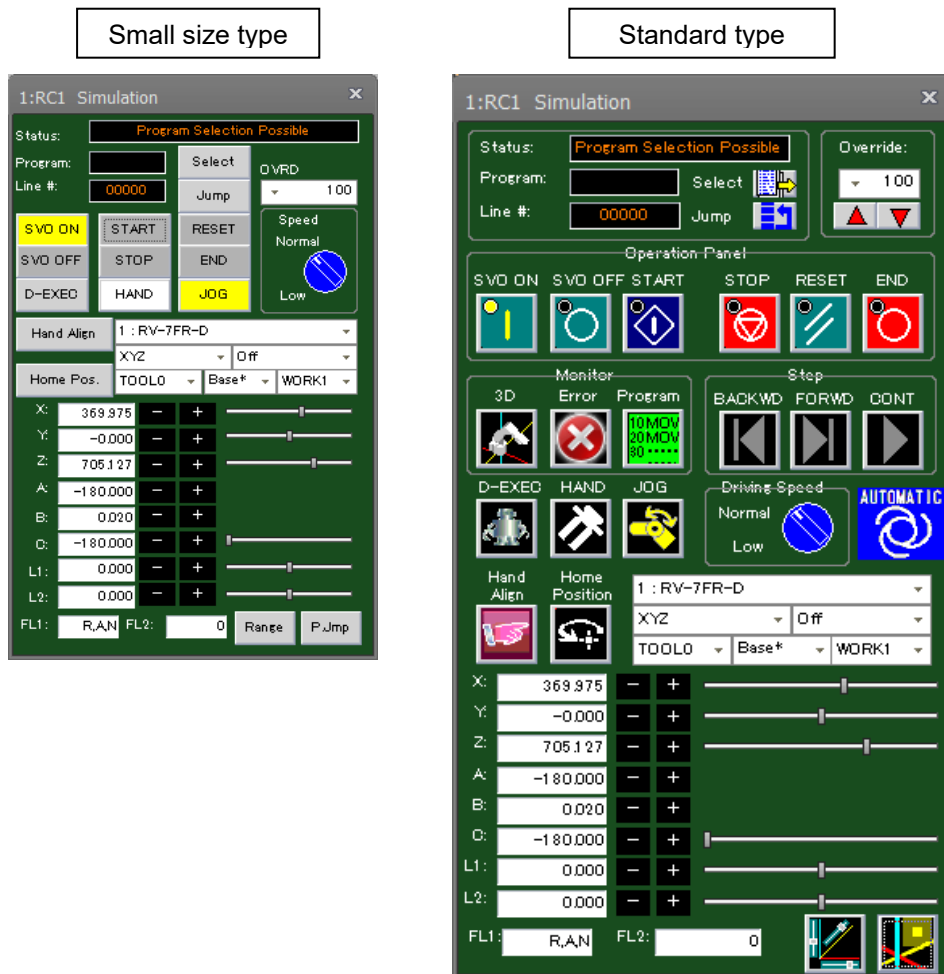 Small size type
1:RC1 Simulation ×
Status: Program Selection Possible
Program: Select OVRD
Line #: 00000 Jump 100
SVO ON START RESET Speed
Normal
SVO OFF STOP END
D-EXEC HAND JOG Low
Hand Align 1 : RV-7FR-D
XYZ Off
Home Pos. TOOL0 Base* WORK1
X: 369.975 - +
Y: -0.000 - +
Z: 705.127 - +
A: -180.000 - +
B: 0.020 - +
C: -180.000 - +
L1: 0.000 - +
L2: 0.000 - +
FL1: R,A,N FL2: 0 Range P.Jmp
Standard type
1:RC1 Simulation ×
Status: Program Selection Possible Override:
Program: Select 100
Line #: 00000 Jump
Operation Panel
SVO ON SVO OFF START STOP RESET END
Monitor Step
3D Error Program BACKWD FORWD CONT
10MOV
20MOV
30 -----
D-EXEC HAND JOG Driving Speed AUTOMATIC
Normal
Low
Hand Align Home Position 1 : RV-7FR-D
XYZ Off
TOOL0 Base* WORK1
X: 369.975 - +
Y: -0.000 - +
Z: 705.127 - +
A: -180.000 - +
B: 0.020 - +
C: -180.000 - +
L1: 0.000 - +
L2: 0.000 - +
FL1: R,A,N FL2: 0